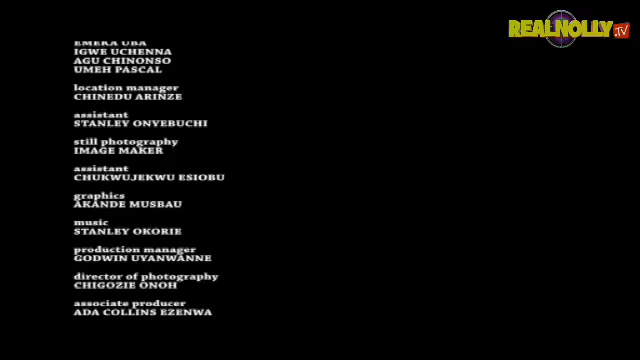 REALNOLLY.TV
EMEKA UBA
IGWE UCHENNA
AGU CHINONSO
UMEH PASCAL
location manager
CHINEDU ARINZE
assistant
STANLEY ONYEBUCHI
still photography
IMAGE MAKER
assistant
CHUKWUJEKWU ESIOBU
graphics
AKANDE MUSBAU
music
STANLEY OKORIE
production manager
GODWIN UYANWANNE
director of photography
CHIGOZIE ONOH
associate producer
ADA COLLINS EZENWA